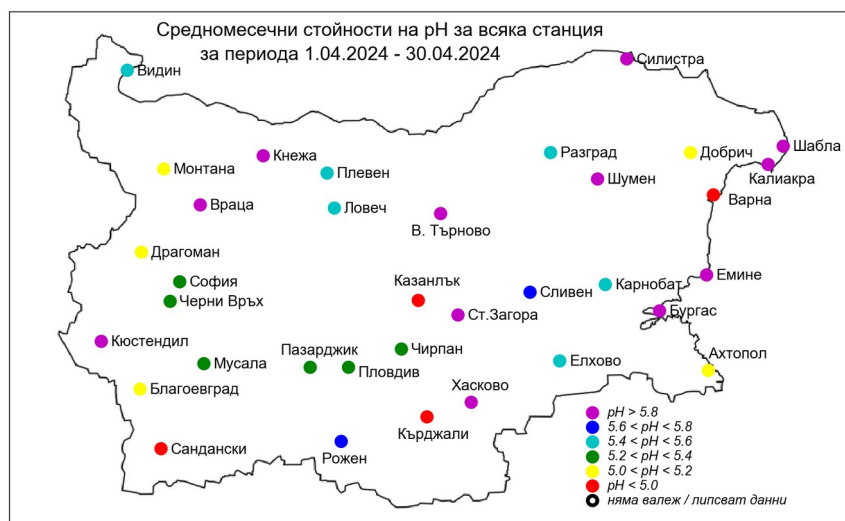 Средномесечни стойности на pH за всяка станция
за периода 1.04.2024 - 30.04.2024
Силистра
Видин
Шабла
Кнежа
Разград
Добрич
Монтана
Плевен
Калиакра
Шумен
Варна
Враца
Ловеч
В. Търново
Драгоман
Емине
София
Казанлък
Сливен
Карнобат
Черни Връх
Ст.Загора
Бургас
Кюстендил
Пазарджик
Чирпан
Ахтопол
Мусала
Пловдив
Елхово
Благоевград
Хасково
Кърджали
Сандански
Рожен
pH > 5.8
5.6 < pH < 5.8
5.4 < pH < 5.6
5.2 < pH < 5.4
5.0 < pH < 5.2
pH < 5.0
няма валеж / липсват данни